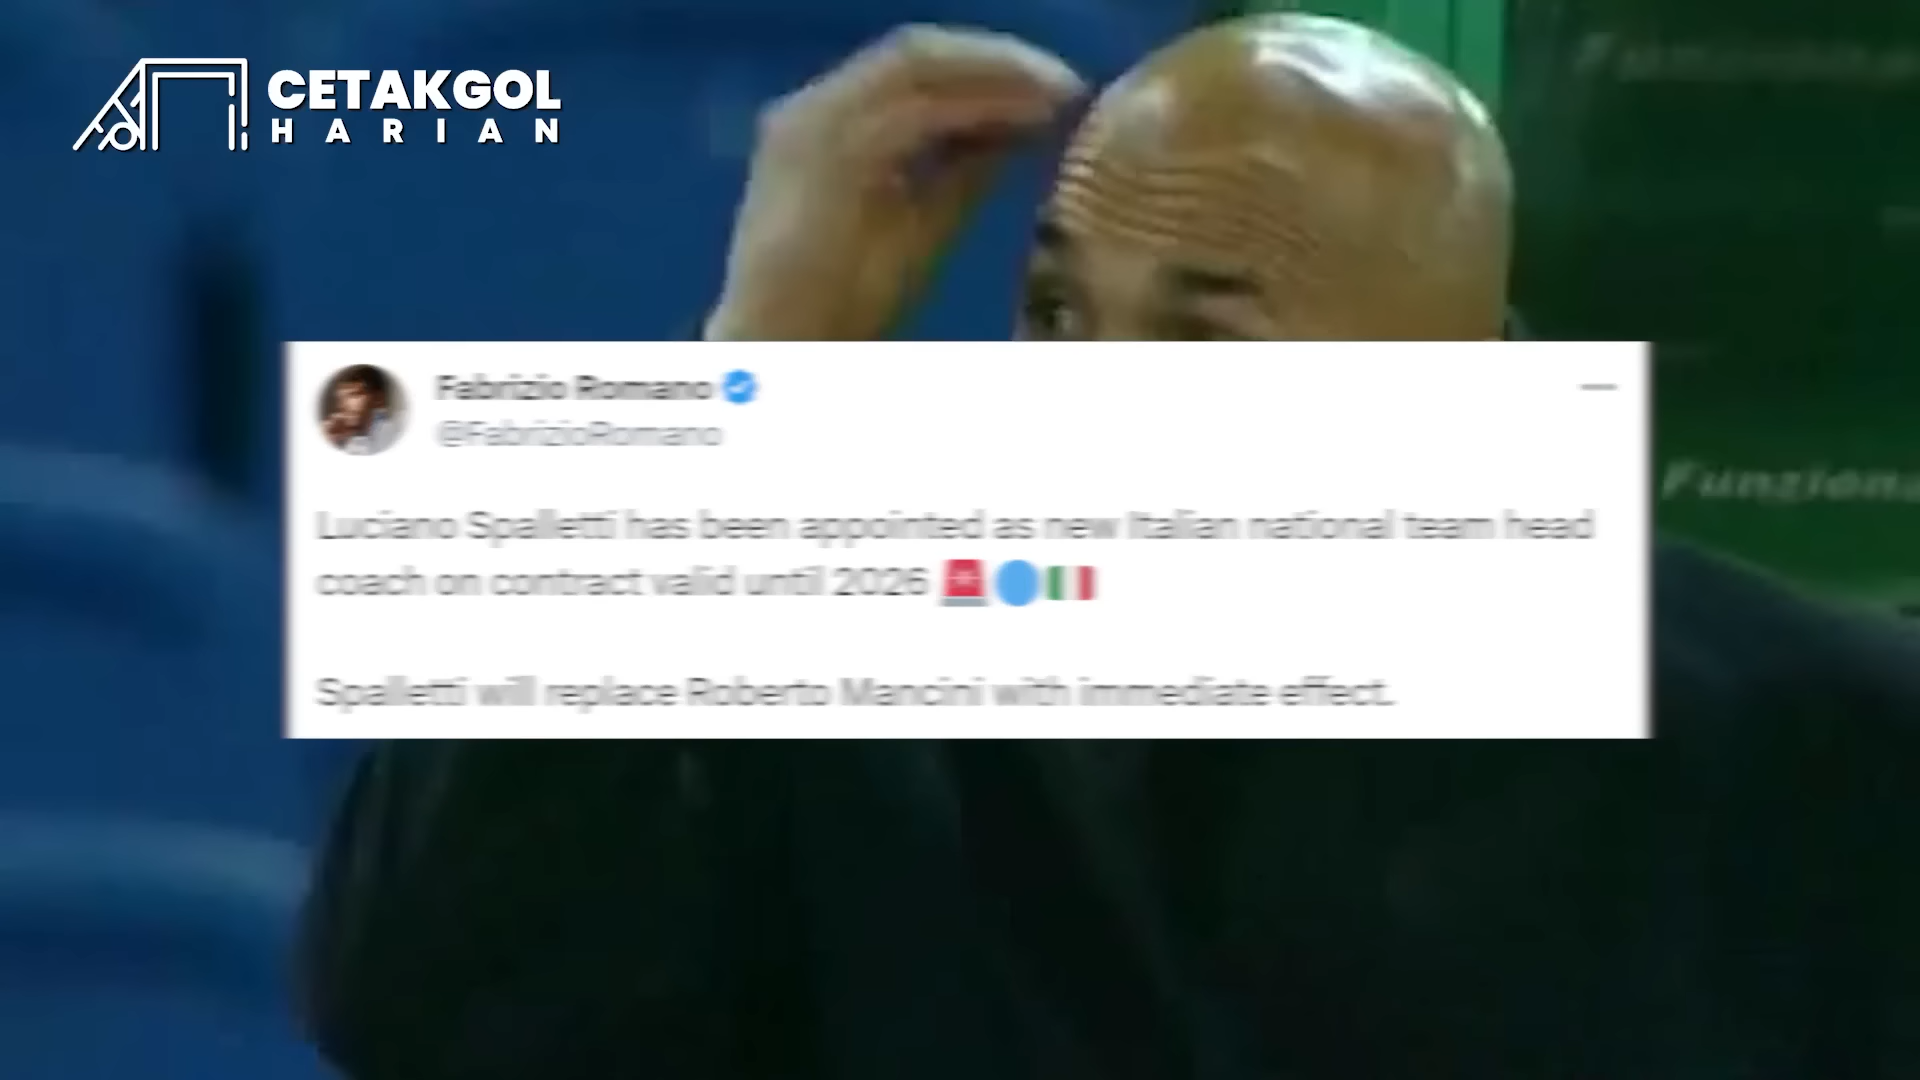 CETAKGOL
HARIAN
Fabrizio Romano
@FabrizioRomano
Luciano Spalletti has been appointed as new Italian national team head
coach on contract valid until 2026 🚨🔵🇮🇹
Spalletti will replace Roberto Mancini with immediate effect.